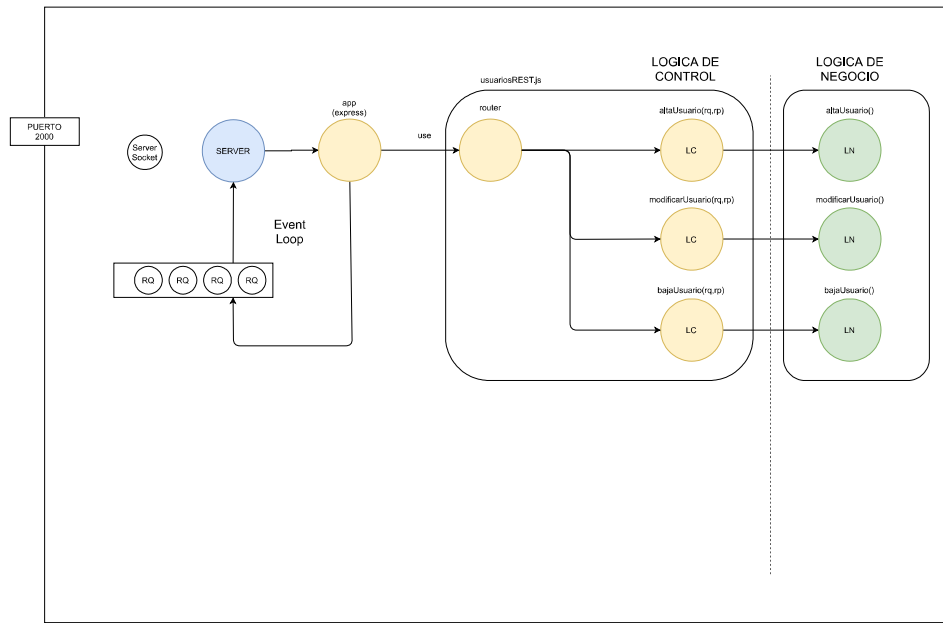 LOGICA DE
CONTROL
LOGICA DE
NEGOCIO
usuariosREST.js
app
(express)
router
altaUsuario(rq,rp)
altaUsuario()
PUERTO
2000
use
Server
Socket
SERVER
LC
LN
modificarUsuario(rq,rp)
modificarUsuario()
Event
Loop
LC
LN
RQ
RQ
RQ
RQ
bajaUsuario(rq,rp)
bajaUsuario()
LC
LN